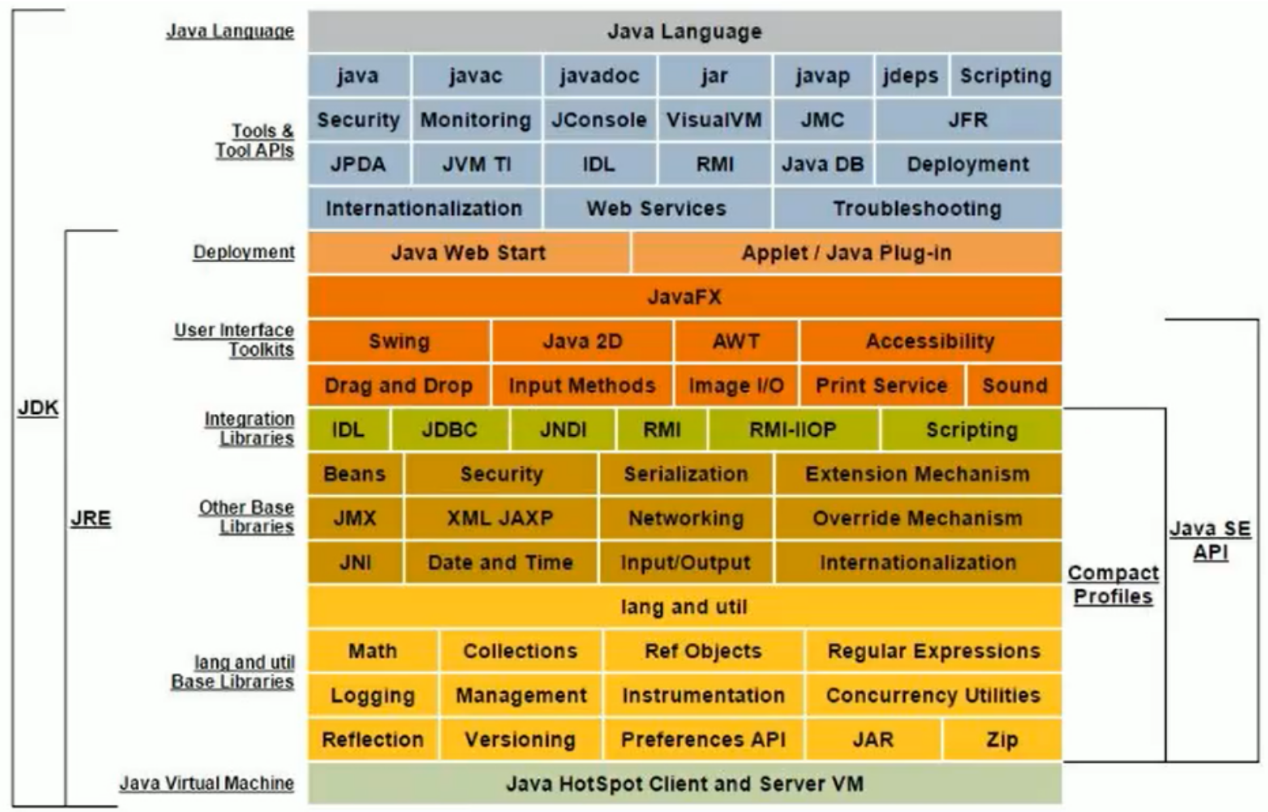 Java Language
Java Language
java javac javadoc jar javap jdeps Scripting
Tools &
Tool APIs
Security Monitoring JConsole VisualVM JMC JFR
JPDA JVM TI IDL RMI Java DB Deployment
Internationalization Web Services Troubleshooting
Deployment
Java Web Start Applet / Java Plug-in
JavaFX
User Interface
Toolkits
Swing Java 2D AWT Accessibility
Drag and Drop Input Methods Image I/O Print Service Sound
JDK
Integration
Libraries
IDL JDBC JNDI RMI RMI-IIOP Scripting
Beans Security Serialization Extension Mechanism
JRE
Other Base
Libraries
JMX XML JAXP Networking Override Mechanism
JNI Date and Time Input/Output Internationalization
Java SE
API
Compact
Profiles
lang and util
lang and util
Base Libraries
Math Collections Ref Objects Regular Expressions
Logging Management Instrumentation Concurrency Utilities
Reflection Versioning Preferences API JAR Zip
Java Virtual Machine
Java HotSpot Client and Server VM